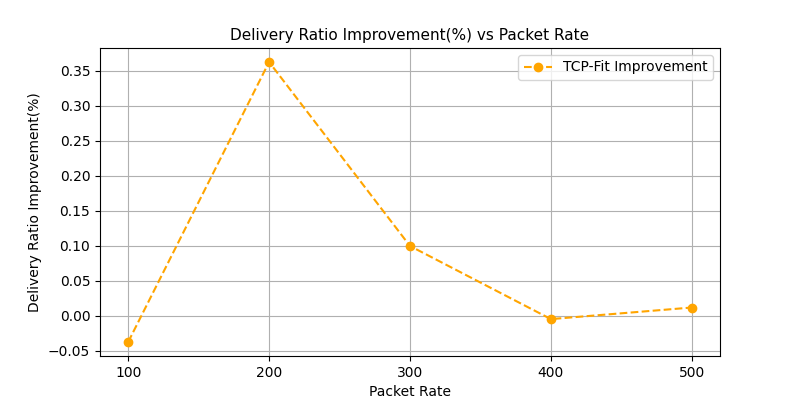 Delivery Ratio Improvement(%) vs Packet Rate
TCP-Fit Improvement
Delivery Ratio Improvement(%)
0.35
0.30
0.25
0.20
0.15
0.10
0.05
0.00
−0.05
100 200 300 400 500
Packet Rate